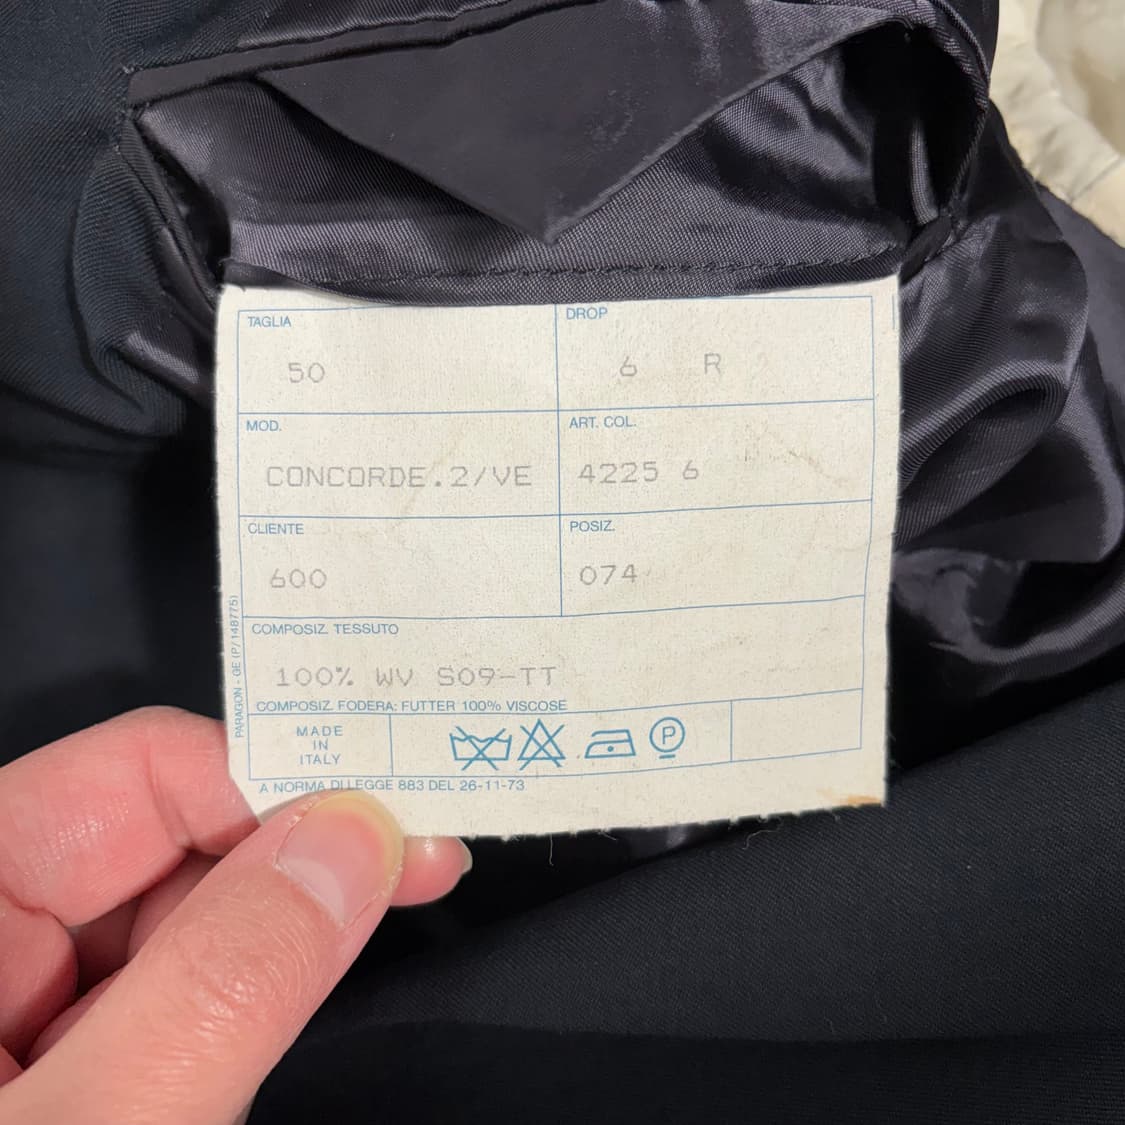 TAGLIA DROP
50 6 R
MOD. ART. COL.
CONCORDE.2/VE 4225 6
CLIENTE POSIZ.
600 074
COMPOSIZ. TESSUTO
100% WV S09-TT
COMPOSIZ. FODERA: FUTTER 100% VISCOSE
MADE
IN
ITALY
P
A NORMA DI LEGGE 883 DEL 26-11-73
PARAGON - GE (P/148775)